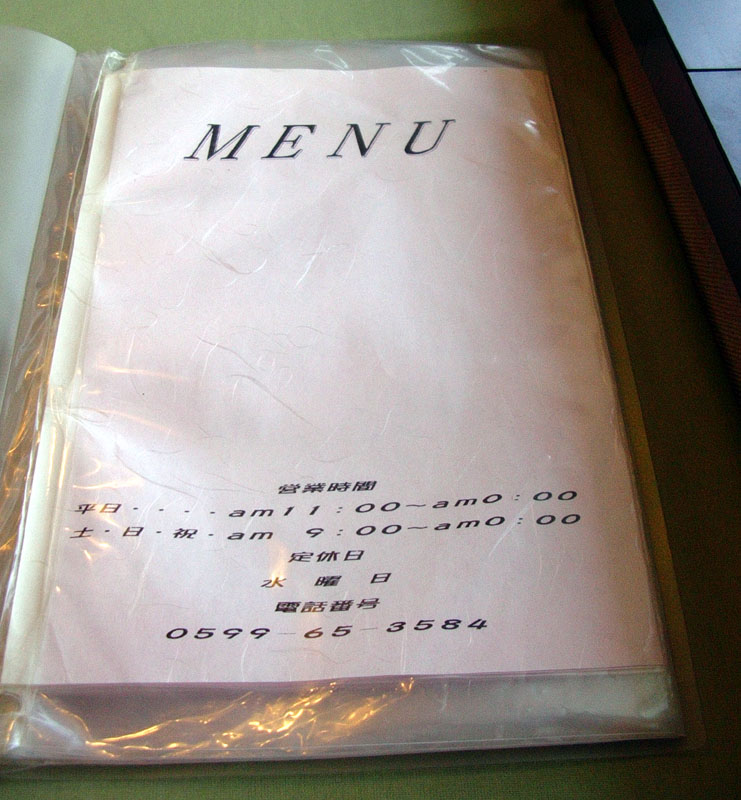 MENU
営業時間
平日・・・・am11:00～am0:00
土・日・祝・am 9:00～am0:00
定休日
水 曜 日
電話番号
0599-65-3584